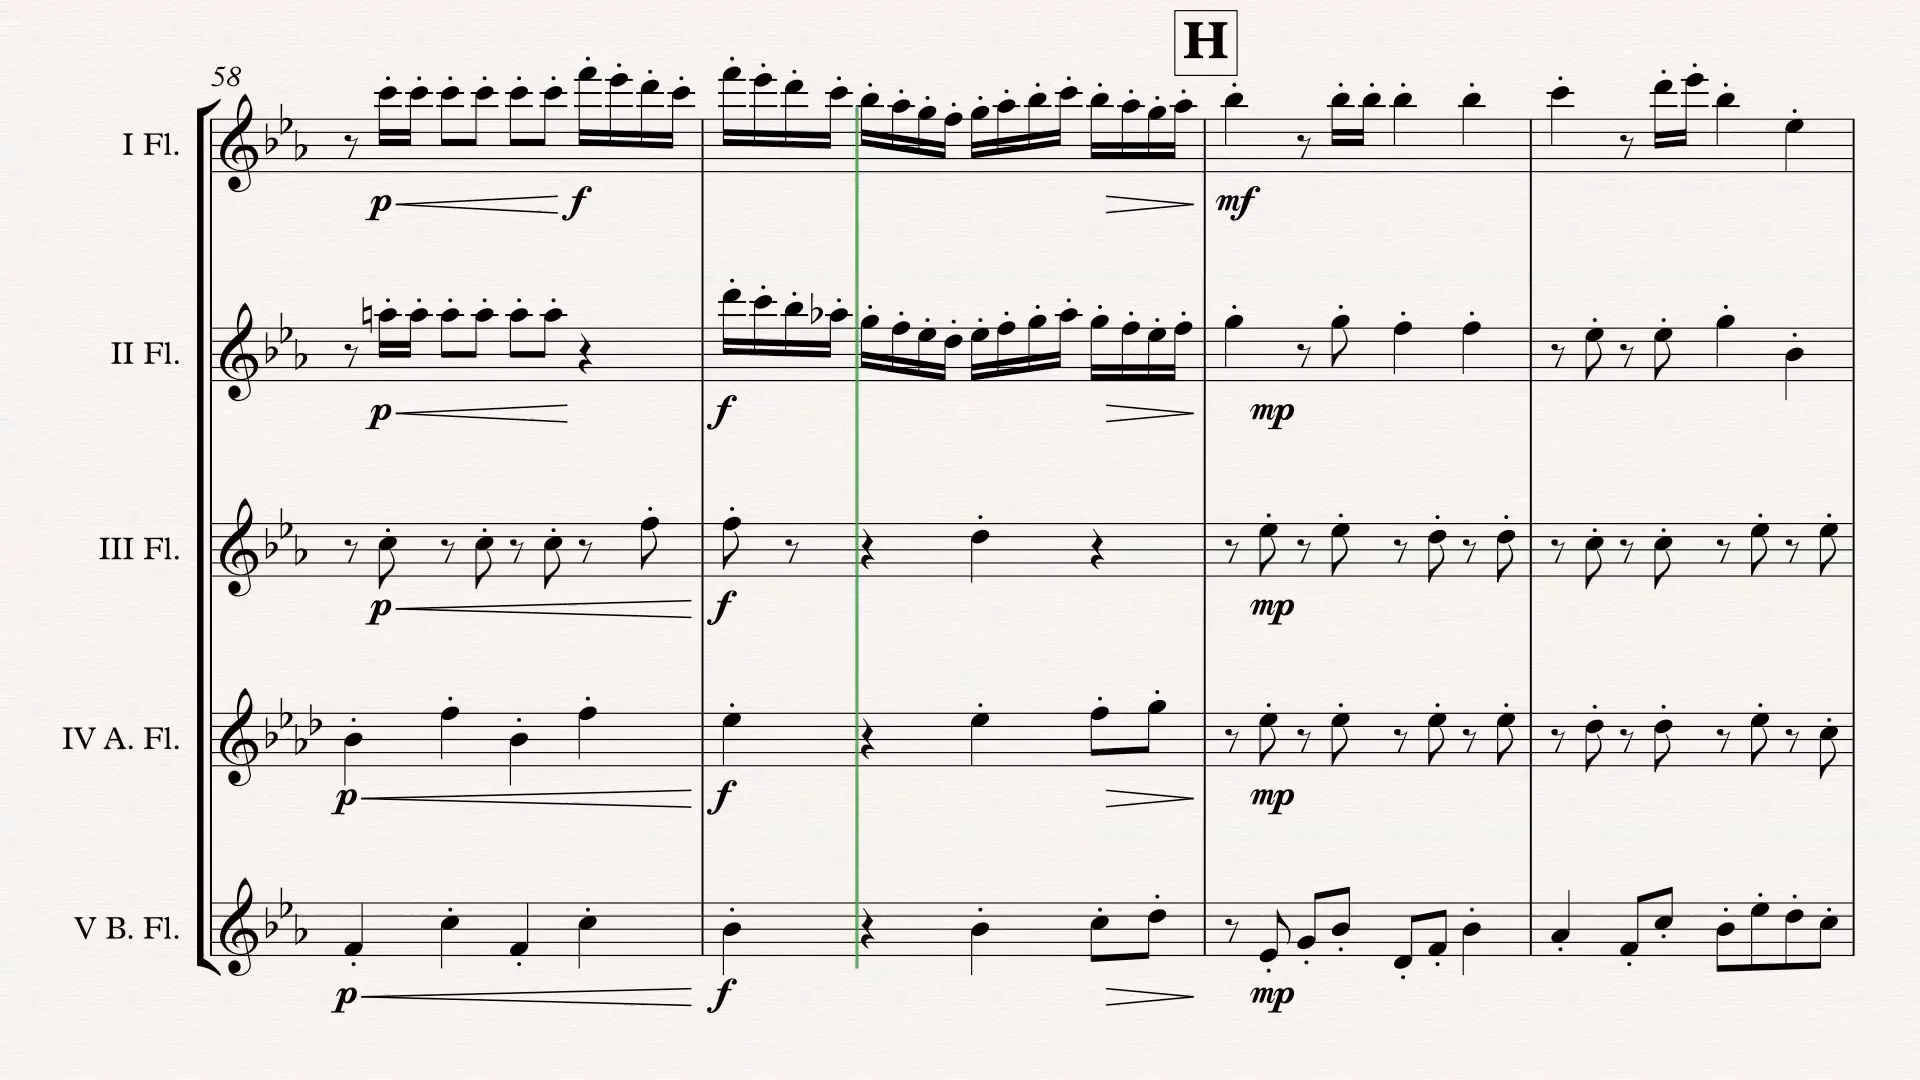 H
58
I Fl.
p f mf
II Fl.
p f mp
III Fl.
p f mp
IV A. Fl.
p f mp
V B. Fl.
p f mp